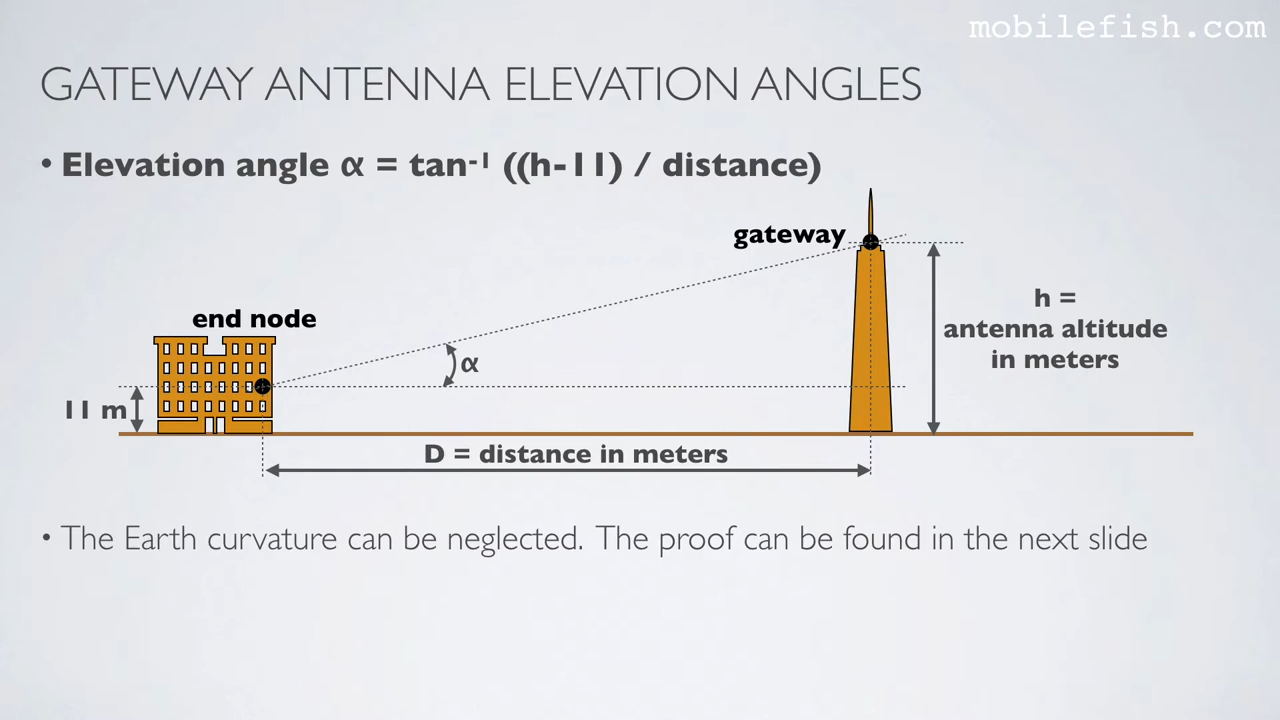 mobilefish.com
GATEWAY ANTENNA ELEVATION ANGLES
• Elevation angle α = tan⁻¹ ((h-11) / distance)
gateway
end node
h =
antenna altitude
in meters
α
11 m
D = distance in meters
• The Earth curvature can be neglected. The proof can be found in the next slide